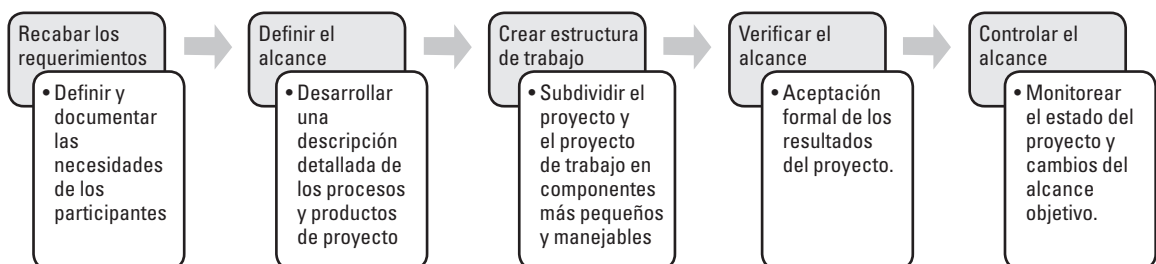 Recabar los
requerimientos
• Definir y
documentar
las
necesidades
de los
participantes
Definir el
alcance
• Desarrollar
una
descripción
detallada de
los procesos
y productos
de proyecto
Crear estructura
de trabajo
• Subdividir el
proyecto y
el proyecto
de trabajo en
componentes
más pequeños
y manejables
Verificar el
alcance
• Aceptación
formal de los
resultados
del proyecto.
Controlar el
alcance
• Monitorear
el estado del
proyecto y
cambios del
alcance
objetivo.